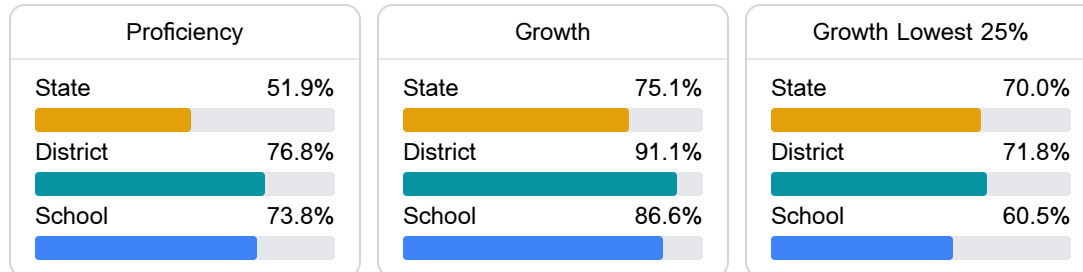 Proficiency
State 51.9%
District 76.8%
School 73.8%
Growth
State 75.1%
District 91.1%
School 86.6%
Growth Lowest 25%
State 70.0%
District 71.8%
School 60.5%